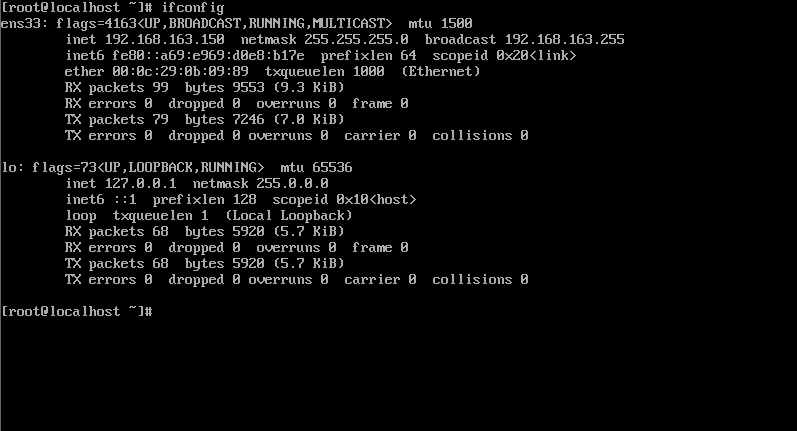 [root@localhost ~]# ifconfig
ens33: flags=4163<UP,BROADCAST,RUNNING,MULTICAST>  mtu 1500
        inet 192.168.163.150  netmask 255.255.255.0  broadcast 192.168.163.255
        inet6 fe80::a69:e969:d0e8:b17e  prefixlen 64  scopeid 0x20<link>
        ether 00:0c:29:0b:09:89  txqueuelen 1000  (Ethernet)
        RX packets 99  bytes 9553 (9.3 KiB)
        RX errors 0  dropped 0  overruns 0  frame 0
        TX packets 79  bytes 7246 (7.0 KiB)
        TX errors 0  dropped 0 overruns 0  carrier 0  collisions 0

lo: flags=73<UP,LOOPBACK,RUNNING>  mtu 65536
        inet 127.0.0.1  netmask 255.0.0.0
        inet6 ::1  prefixlen 128  scopeid 0x10<host>
        loop  txqueuelen 1  (Local Loopback)
        RX packets 68  bytes 5920 (5.7 KiB)
        RX errors 0  dropped 0  overruns 0  frame 0
        TX packets 68  bytes 5920 (5.7 KiB)
        TX errors 0  dropped 0 overruns 0  carrier 0  collisions 0

[root@localhost ~]#